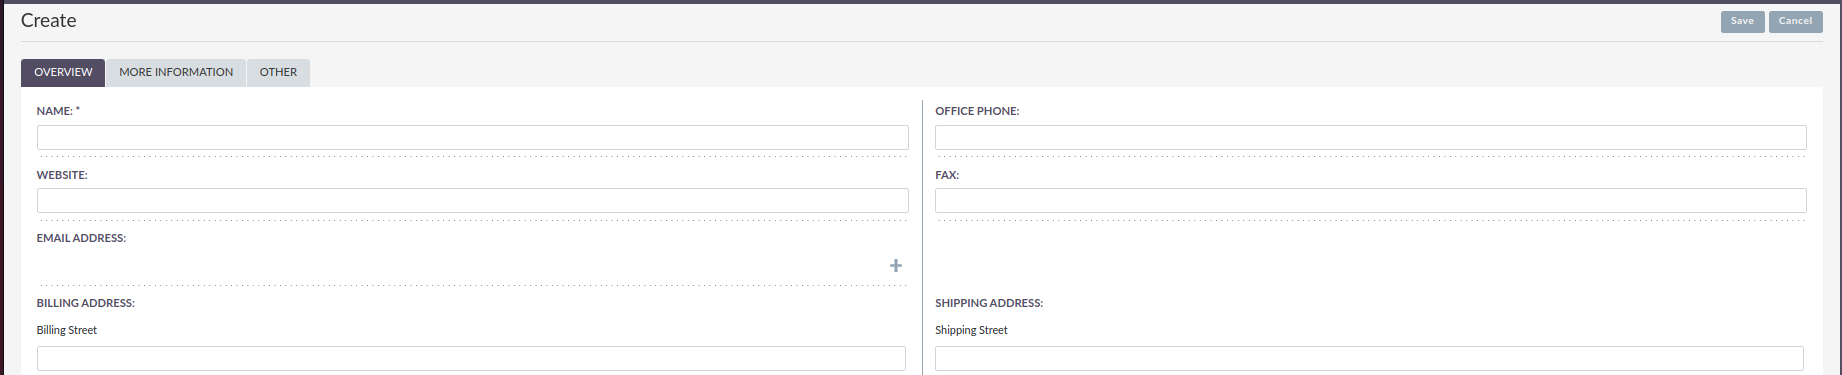 Create
Save
Cancel
OVERVIEW
MORE INFORMATION
OTHER
NAME: *
OFFICE PHONE:
WEBSITE:
FAX:
EMAIL ADDRESS:
+
BILLING ADDRESS:
SHIPPING ADDRESS:
Billing Street
Shipping Street